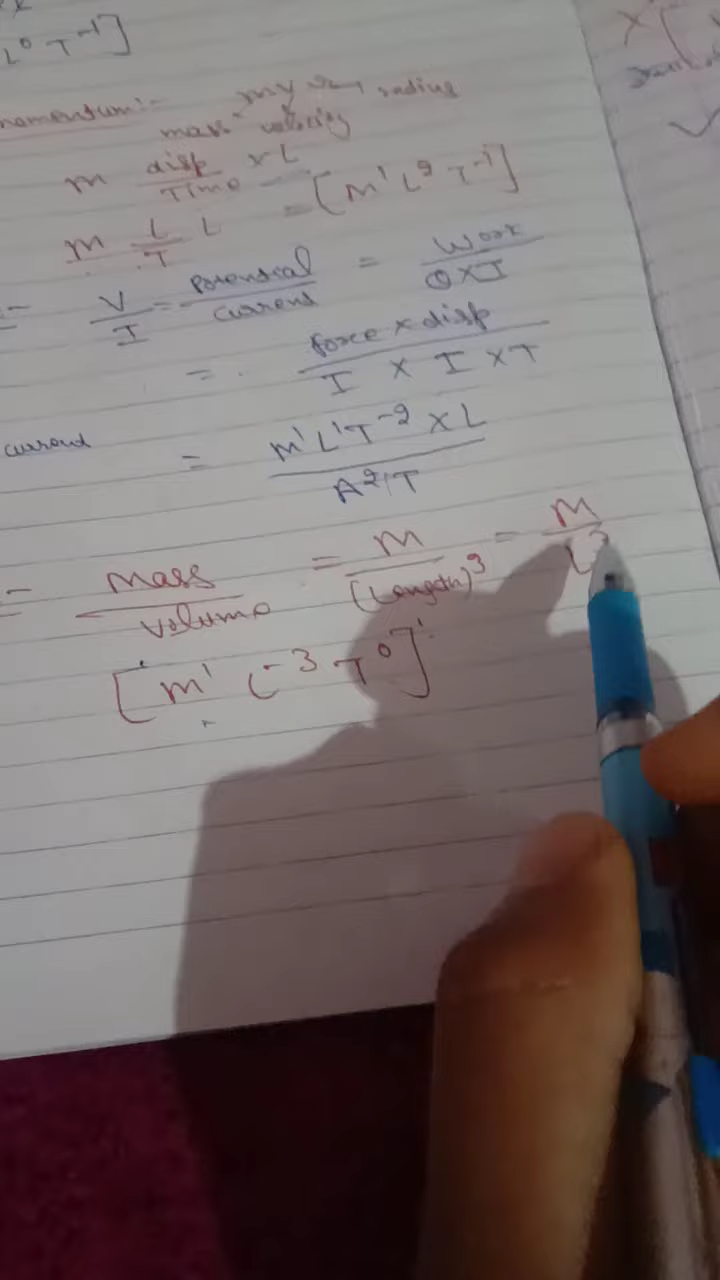 L⁰ T⁻¹]
momentum:- mvr radius
mass velocity
m disp/Time × L
m L/T L = [M¹ L² T⁻¹]
V/I = Potential/current = Work/Q×I
= force × disp/I × I × T
current = M¹L¹T⁻² × L/A²T
= Mass/volume = M/(Length)³ = M/L³
[M¹ L⁻³ T⁰]